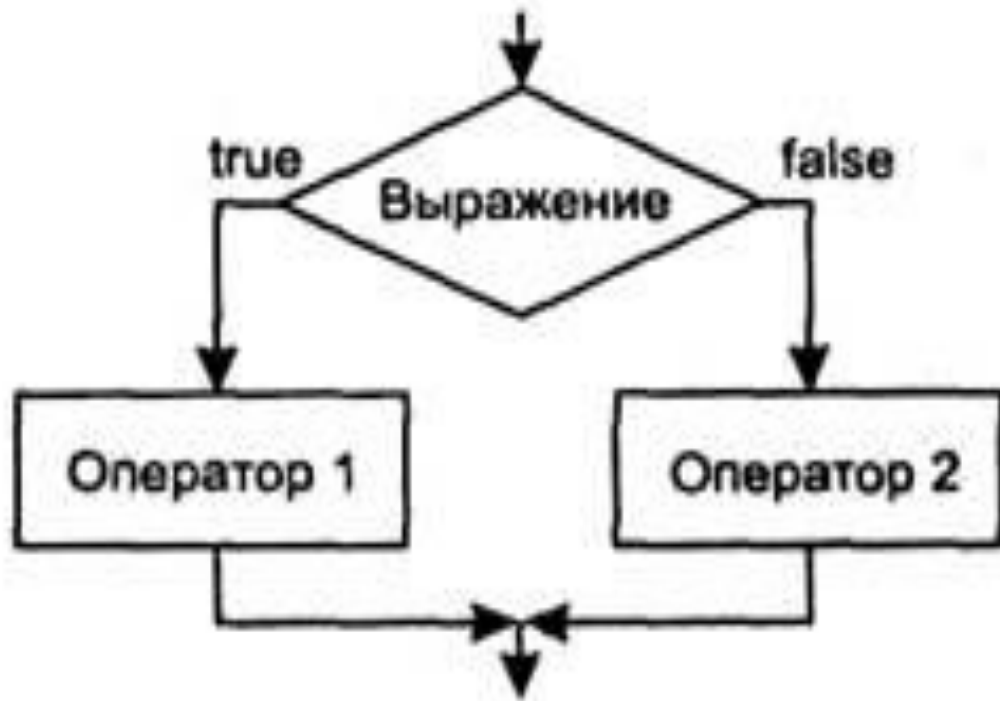 true
false
Выражение
Оператор 1
Оператор 2